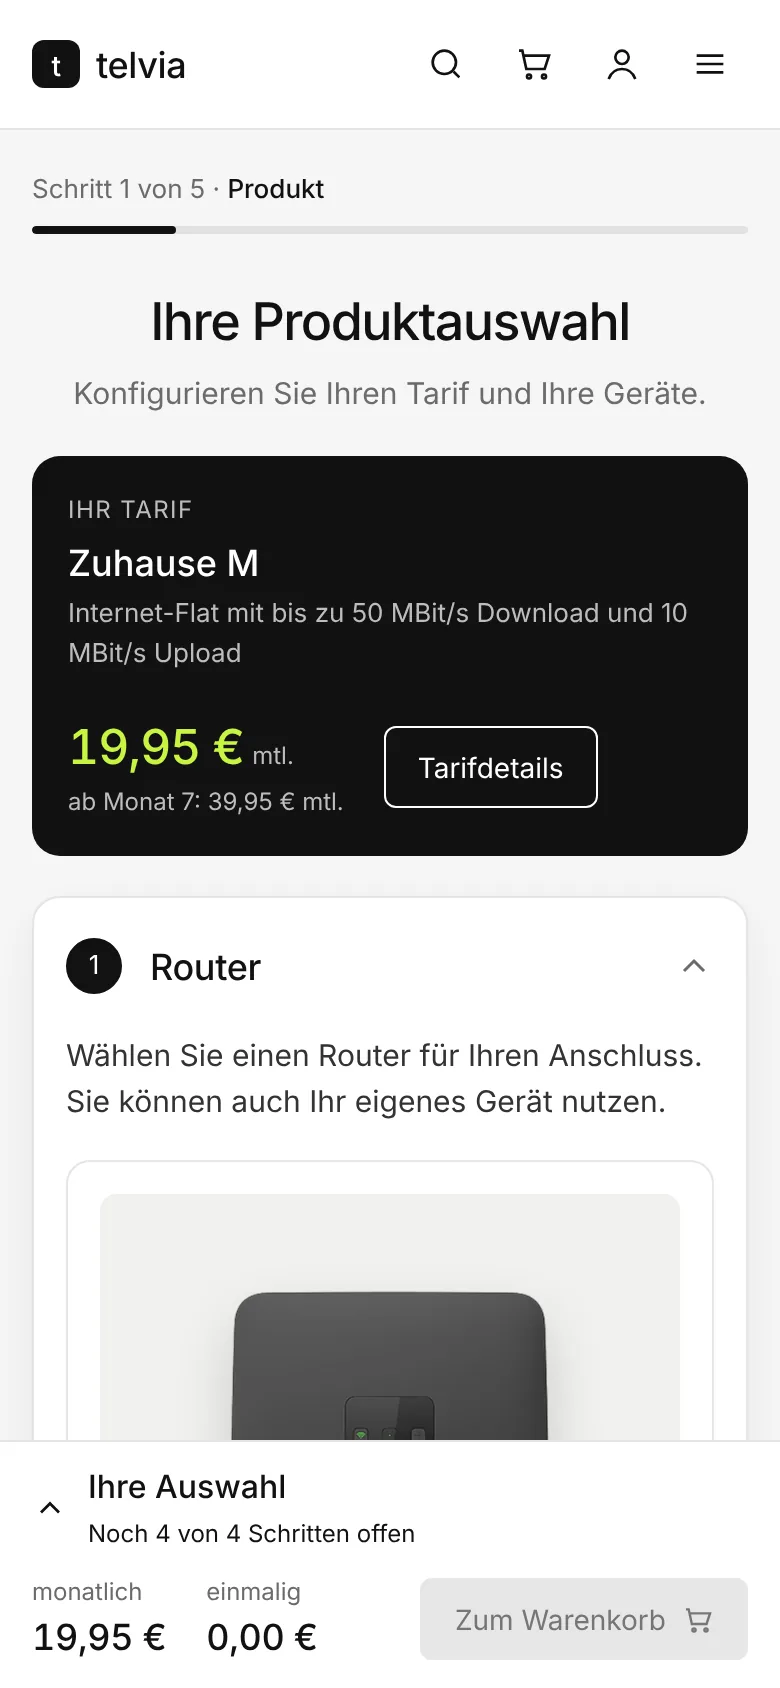 t telvia
Schritt 1 von 5 · Produkt
Ihre Produktauswahl
Konfigurieren Sie Ihren Tarif und Ihre Geräte.
IHR TARIF
Zuhause M
Internet-Flat mit bis zu 50 MBit/s Download und 10
MBit/s Upload
19,95 € mtl.
ab Monat 7: 39,95 € mtl.
Tarifdetails
1 Router
Wählen Sie einen Router für Ihren Anschluss.
Sie können auch Ihr eigenes Gerät nutzen.
Ihre Auswahl
Noch 4 von 4 Schritten offen
monatlich einmalig
19,95 € 0,00 €
Zum Warenkorb